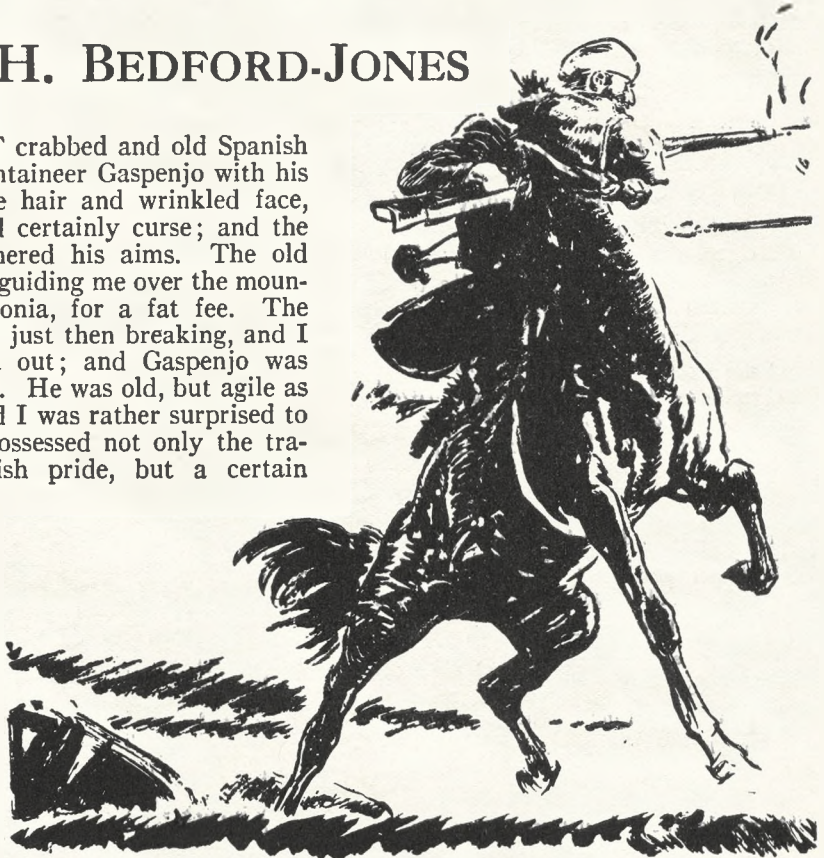 H. BEDFORD-JONES
crabbed and old Spanish
ntaineer Gaspenjo with his
e hair and wrinkled face,
certainly curse; and the
nered his aims. The old
guiding me over the moun-
onia, for a fat fee. The
just then breaking, and I
out; and Gaspenjo was
. He was old, but agile as
I was rather surprised to
ossessed not only the tra-
ish pride, but a certain